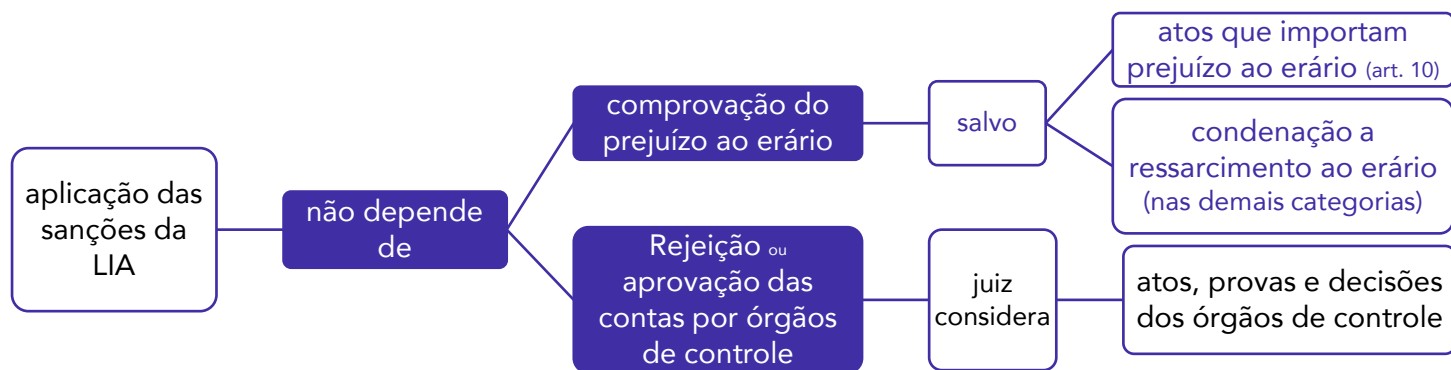 aplicação das
sanções da
LIA
não depende
de
comprovação do
prejuízo ao erário
salvo
atos que importam
prejuízo ao erário (art. 10)
condenação a
ressarcimento ao erário
(nas demais categorias)
Rejeição ou
aprovação das
contas por órgãos
de controle
juiz
considera
atos, provas e decisões
dos órgãos de controle